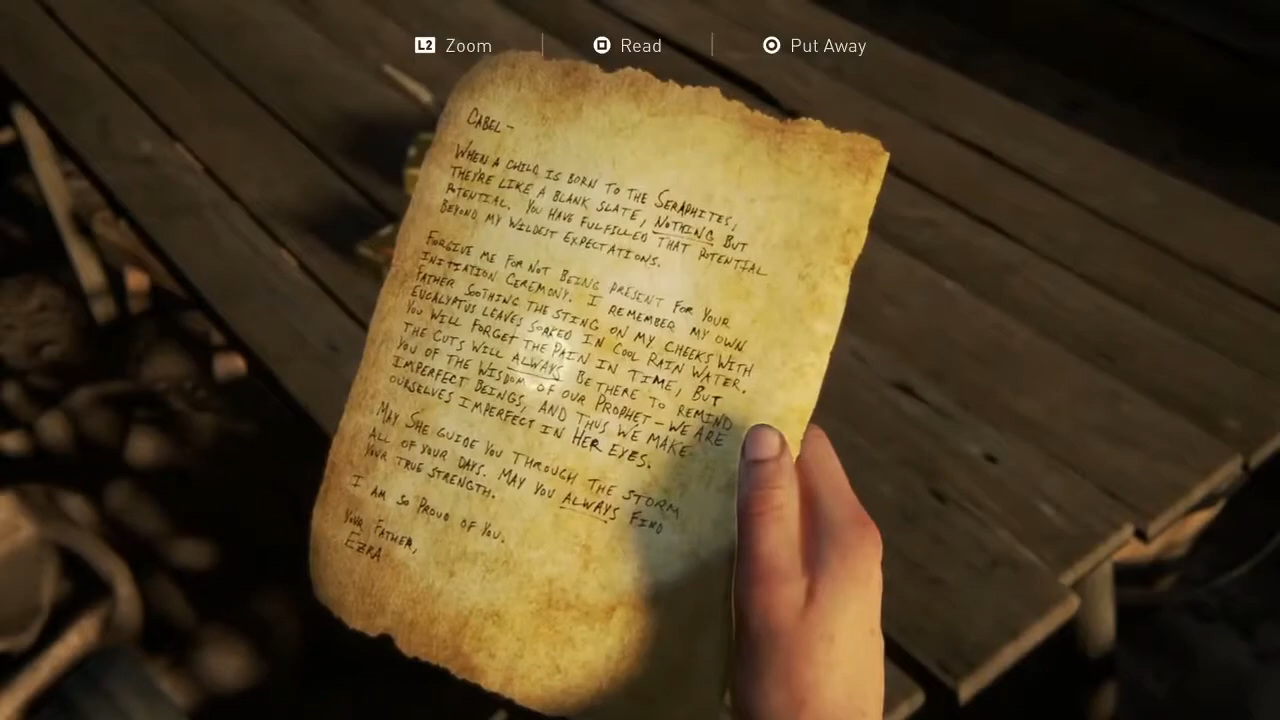 L2 Zoom | Read | Put Away
CABEL-
WHEN A CHILD IS BORN TO THE SERAPHITES,
THEY'RE LIKE A BLANK SLATE, NOTHING BUT
POTENTIAL. YOU HAVE FULFILLED THAT POTENTIAL
BEYOND MY WILDEST EXPECTATIONS.
FORGIVE ME FOR NOT BEING PRESENT FOR YOUR
INITIATION CEREMONY. I REMEMBER MY OWN
FATHER SOOTHING THE STING ON MY CHEEKS WITH
EUCALYPTUS LEAVES SOAKED IN COOL RAIN WATER.
YOU WILL FORGET THE PAIN IN TIME, BUT
THE CUTS WILL ALWAYS BE THERE TO REMIND
YOU OF THE WISDOM OF OUR PROPHET - WE ARE
IMPERFECT BEINGS, AND THUS WE MAKE
OURSELVES IMPERFECT IN HER EYES.
MAY SHE GUIDE YOU THROUGH THE STORM
ALL OF YOUR DAYS. MAY YOU ALWAYS FIND
YOUR TRUE STRENGTH.
I AM SO PROUD OF YOU.
YOUR FATHER,
EZRA